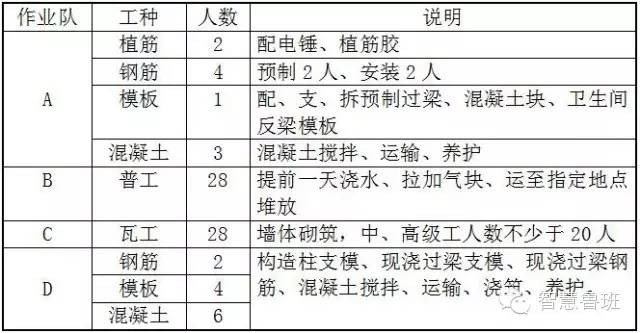 作业队 工种 人数 说明
A 植筋 2 配电锤、植筋胶
钢筋 4 预制2人、安装2人
模板 1 配、支、拆预制过梁、混凝土块、卫生间
反梁模板
混凝土 3 混凝土搅拌、运输、养护
B 普工 28 提前一天浇水、拉加气块、运至指定地点
堆放
C 瓦工 28 墙体砌筑，中、高级工人数不少于20人
D 钢筋 2 构造柱支模、现浇过梁支模、现浇过梁钢
模板 4 筋、混凝土搅拌、运输、浇筑、养护
混凝土 6
智慧鲁班